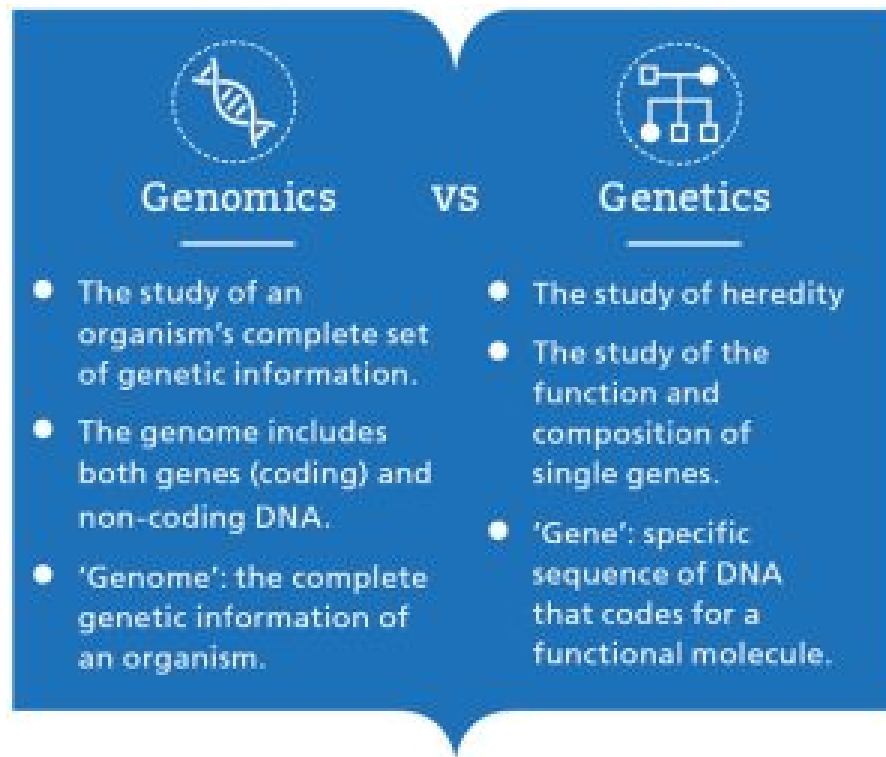 Genomics
vs
Genetics
• The study of an
organism’s complete set
of genetic information.
• The genome includes
both genes (coding) and
non-coding DNA.
• ‘Genome’: the complete
genetic information of
an organism.
• The study of heredity
• The study of the
function and
composition of
single genes.
• ‘Gene’: specific
sequence of DNA
that codes for a
functional molecule.